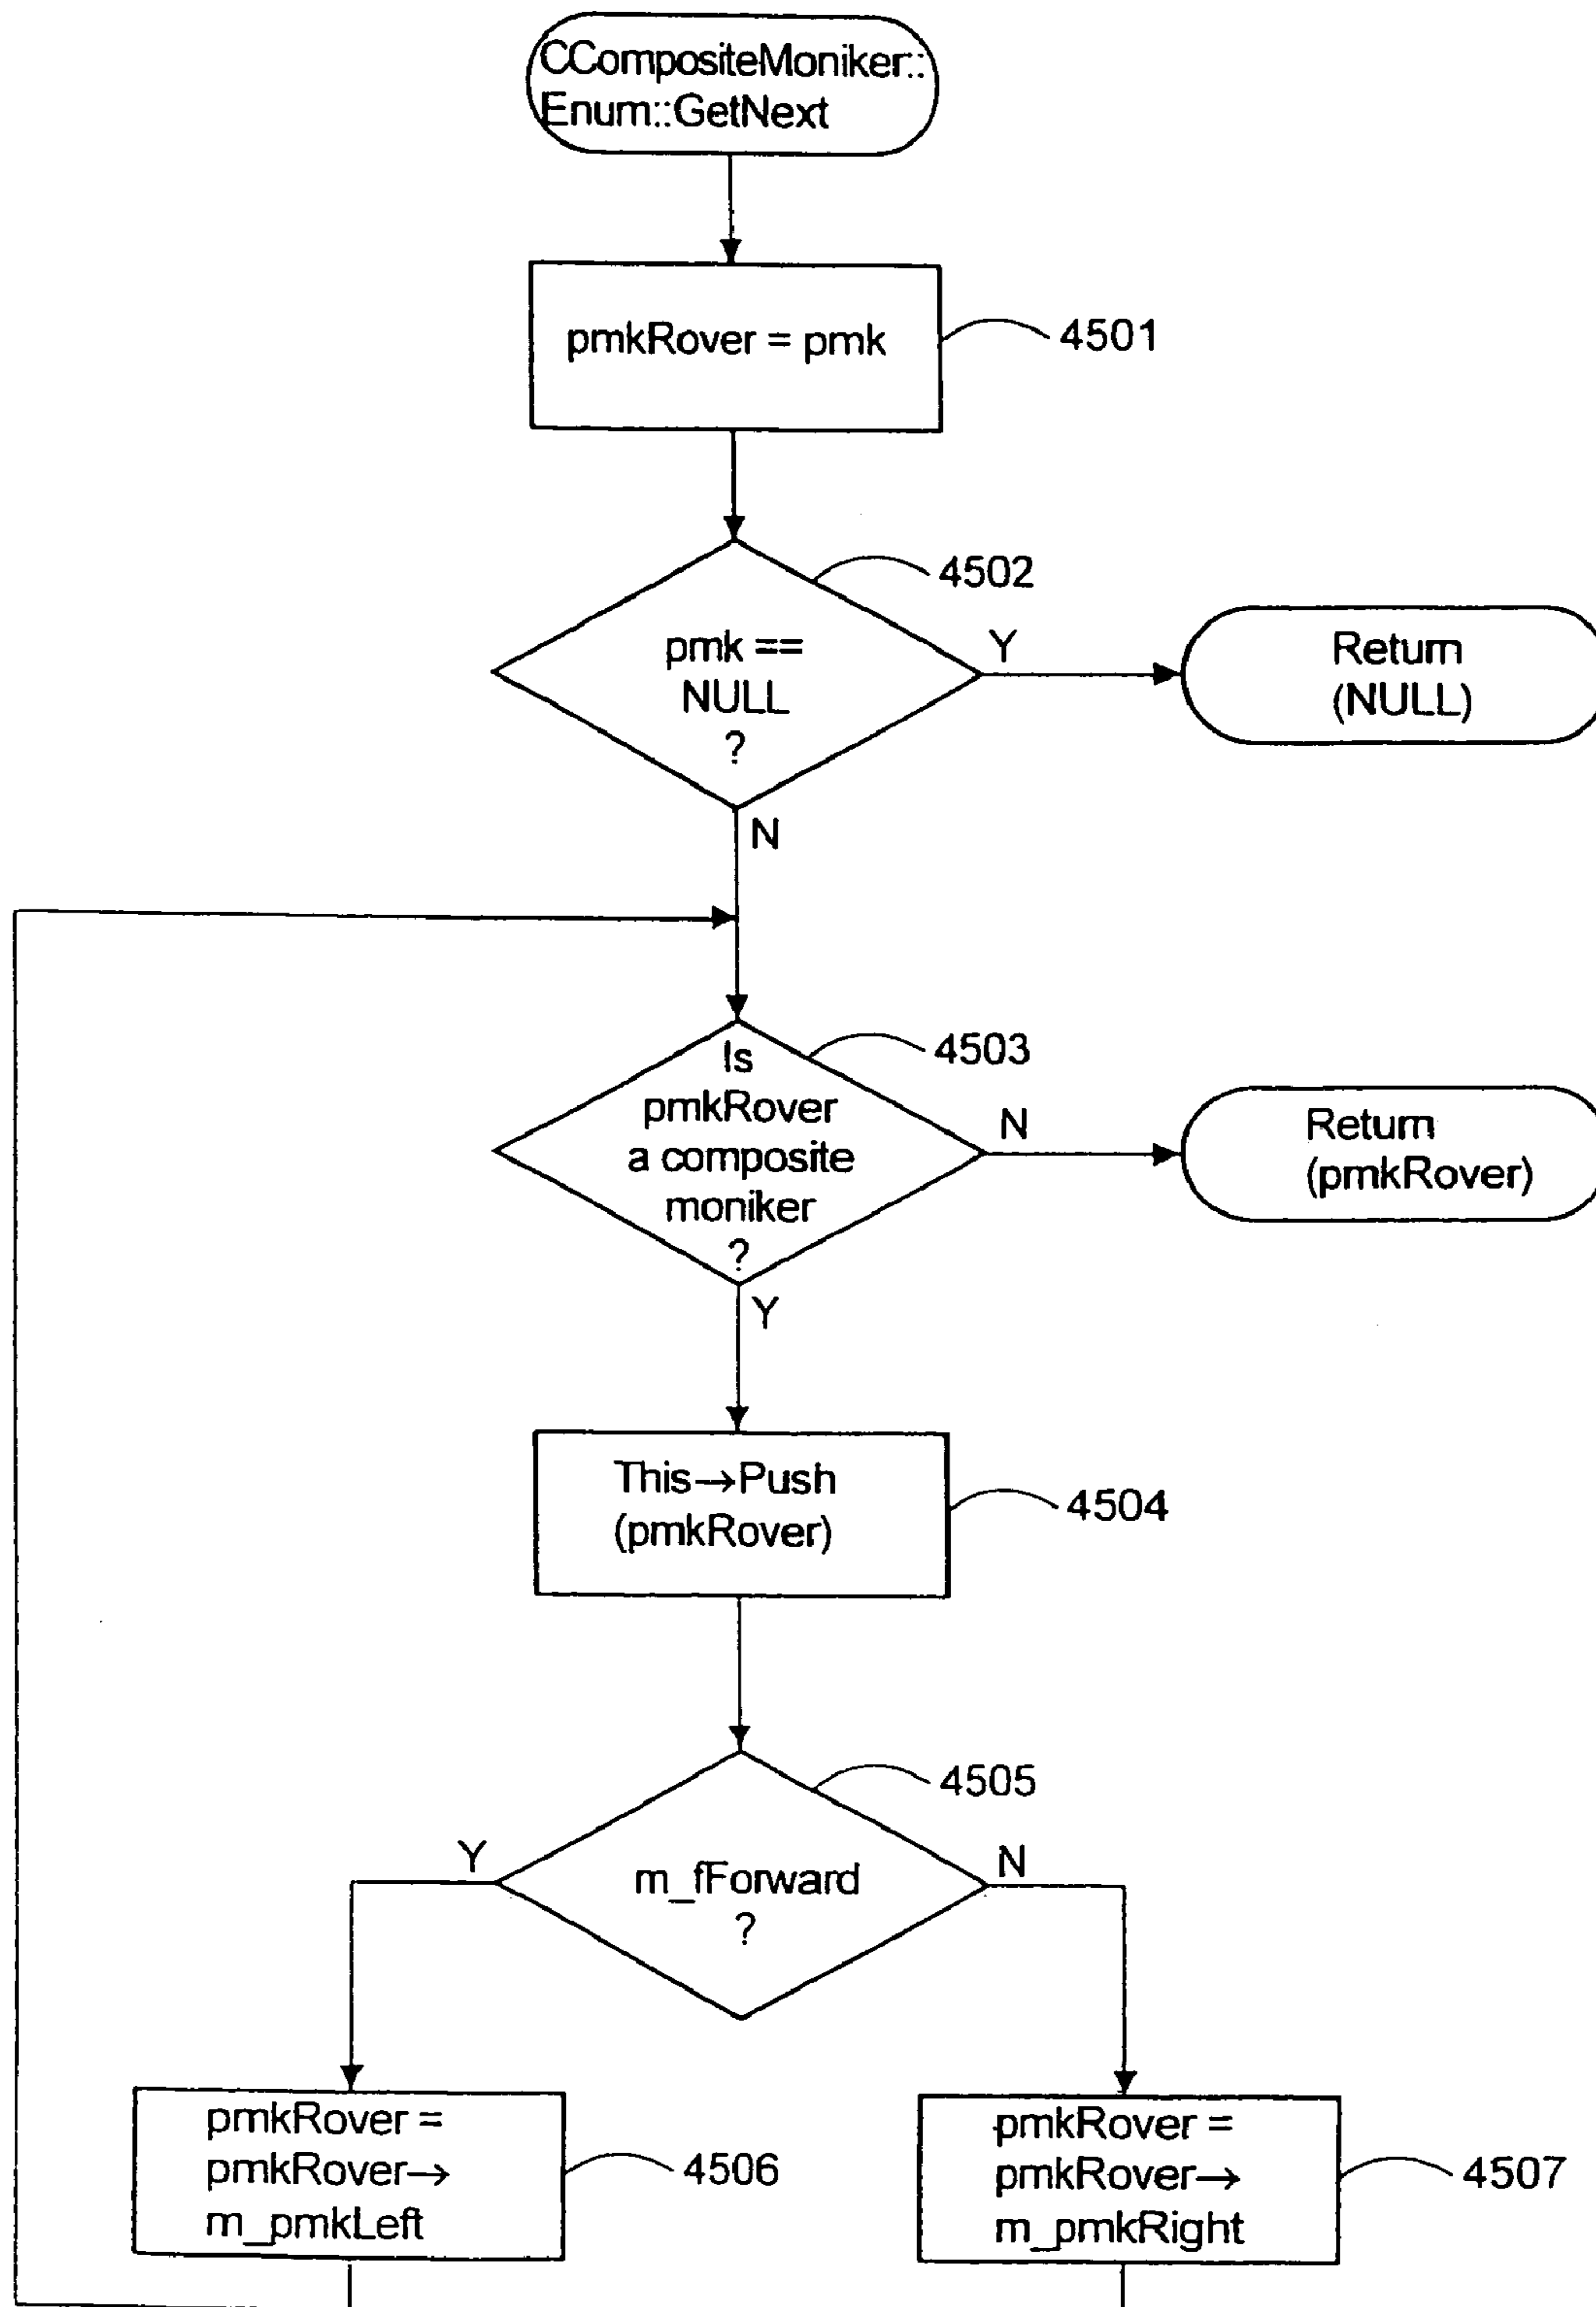 CCompositeMoniker::
Enum::GetNext
pmkRover = pmk
4501
4502
pmk ==
NULL
?
Y
Return
(NULL)
N
4503
Is
pmkRover
a composite
moniker
?
N
Return
(pmkRover)
Y
This→Push
(pmkRover)
4504
4505
Y
m_fForward
?
N
pmkRover =
pmkRover→
m_pmkLeft
4506
pmkRover =
pmkRover→
m_pmkRight
4507